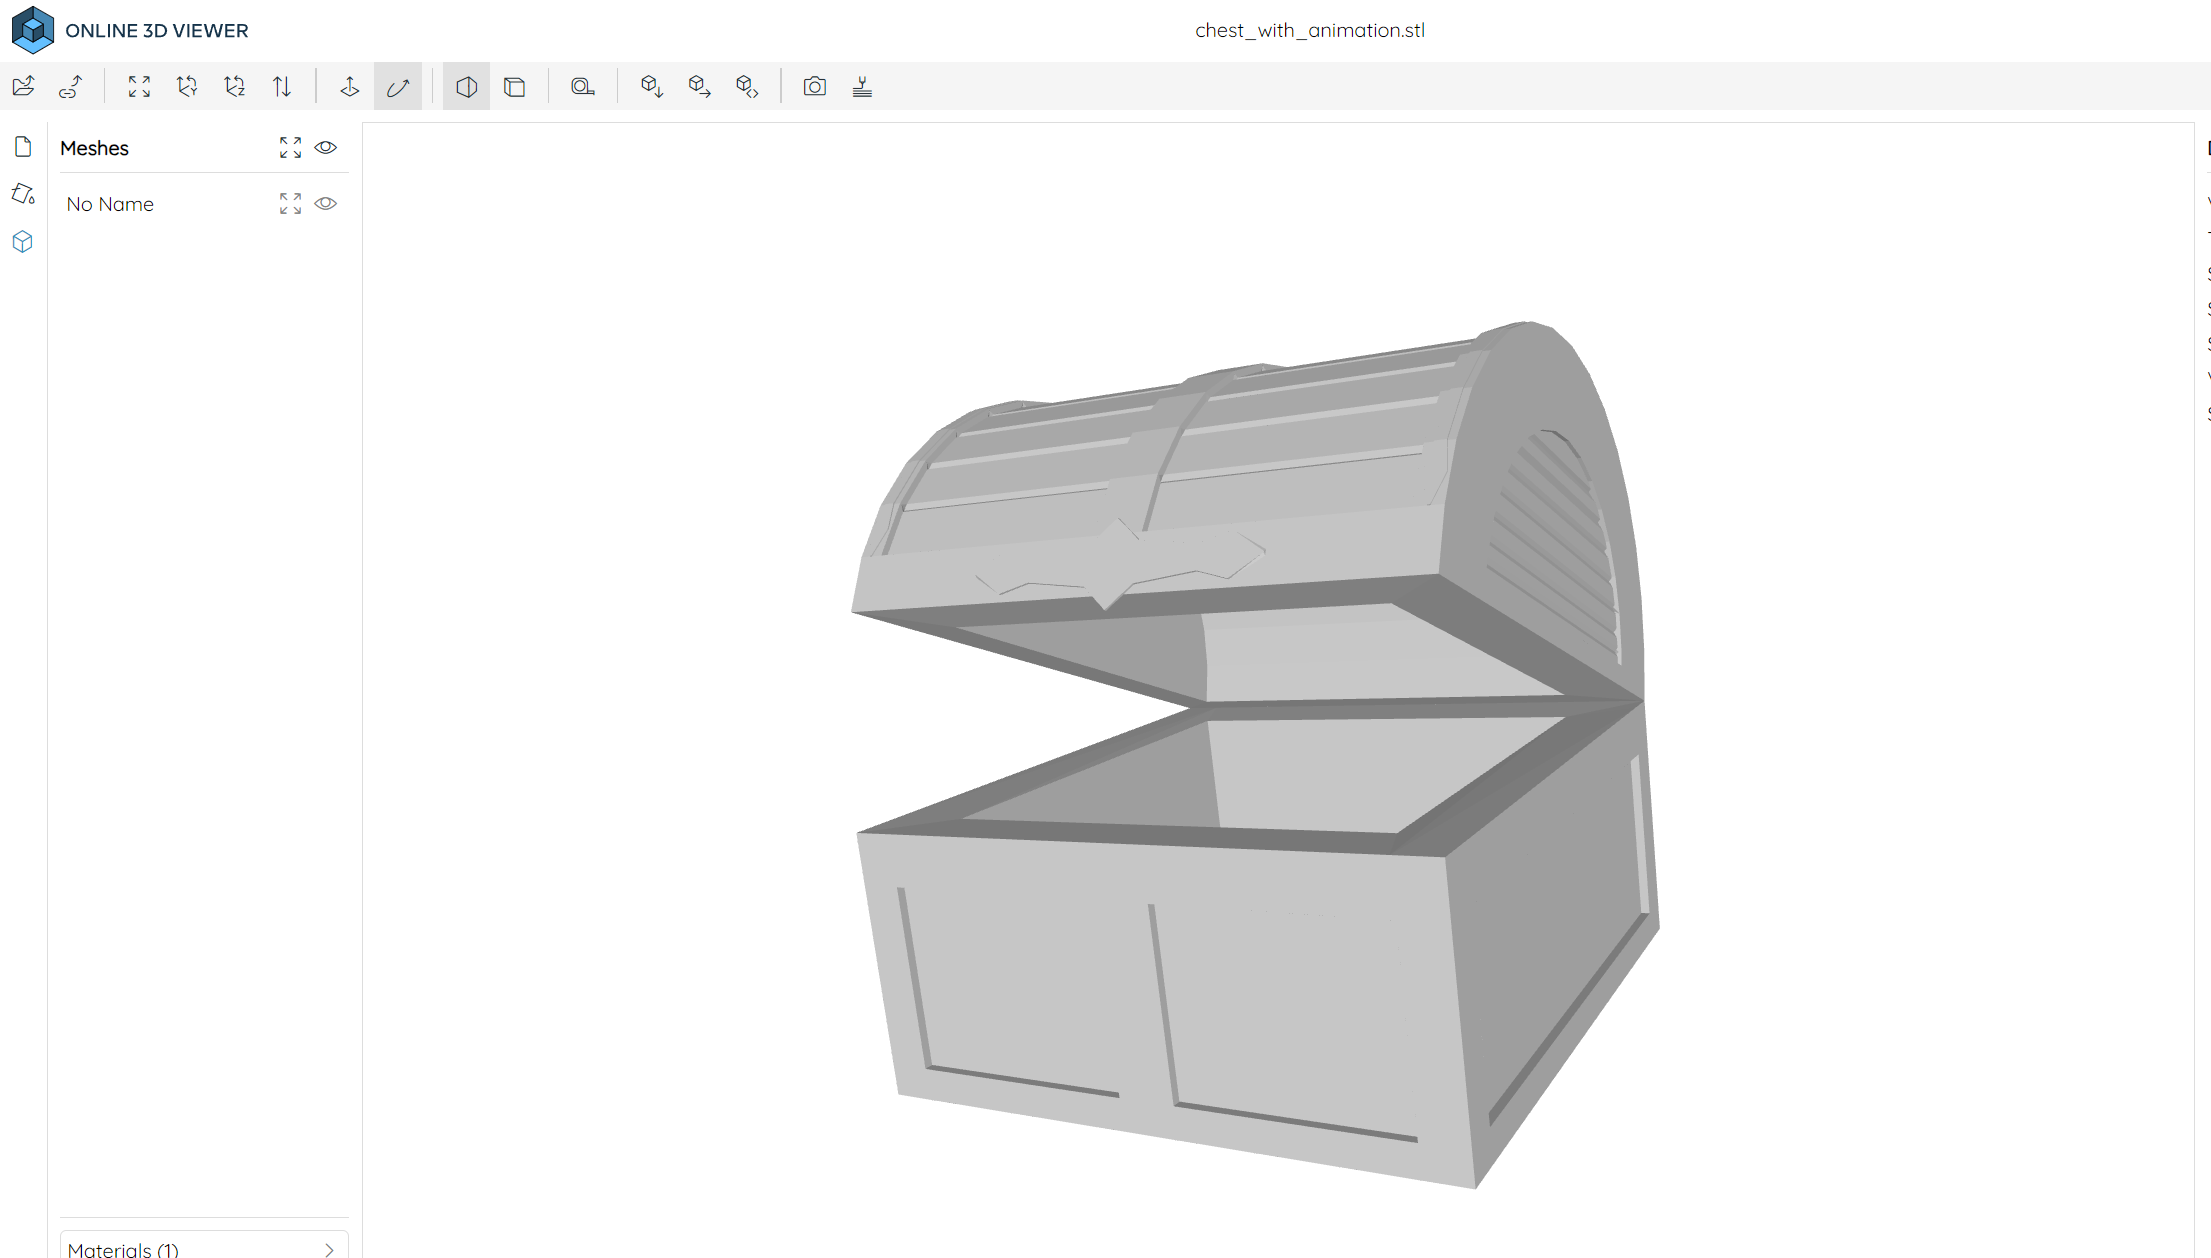 ONLINE 3D VIEWER
chest_with_animation.stl
Meshes
No Name
Materials (1)